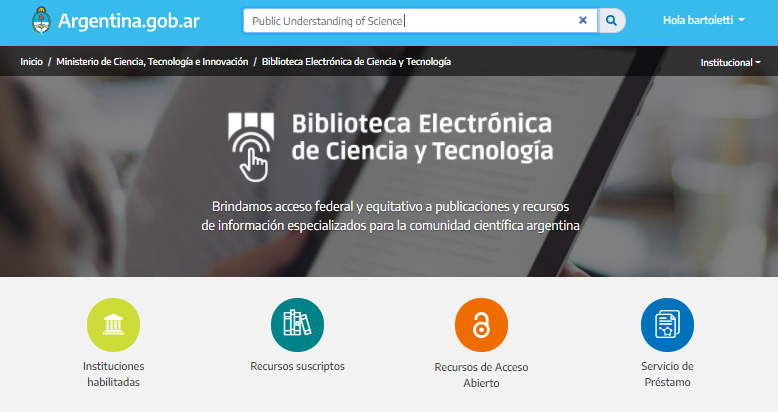 Argentina.gob.ar
Public Understanding of Science
Hola bartoletti
Inicio / Ministerio de Ciencia, Tecnología e Innovación / Biblioteca Electrónica de Ciencia y Tecnología
Institucional
Biblioteca Electrónica
de Ciencia y Tecnología
Brindamos acceso federal y equitativo a publicaciones y recursos
de información especializados para la comunidad científica argentina
Instituciones
habilitadas
Recursos suscriptos
Recursos de Acceso
Abierto
Servicio de
Préstamo